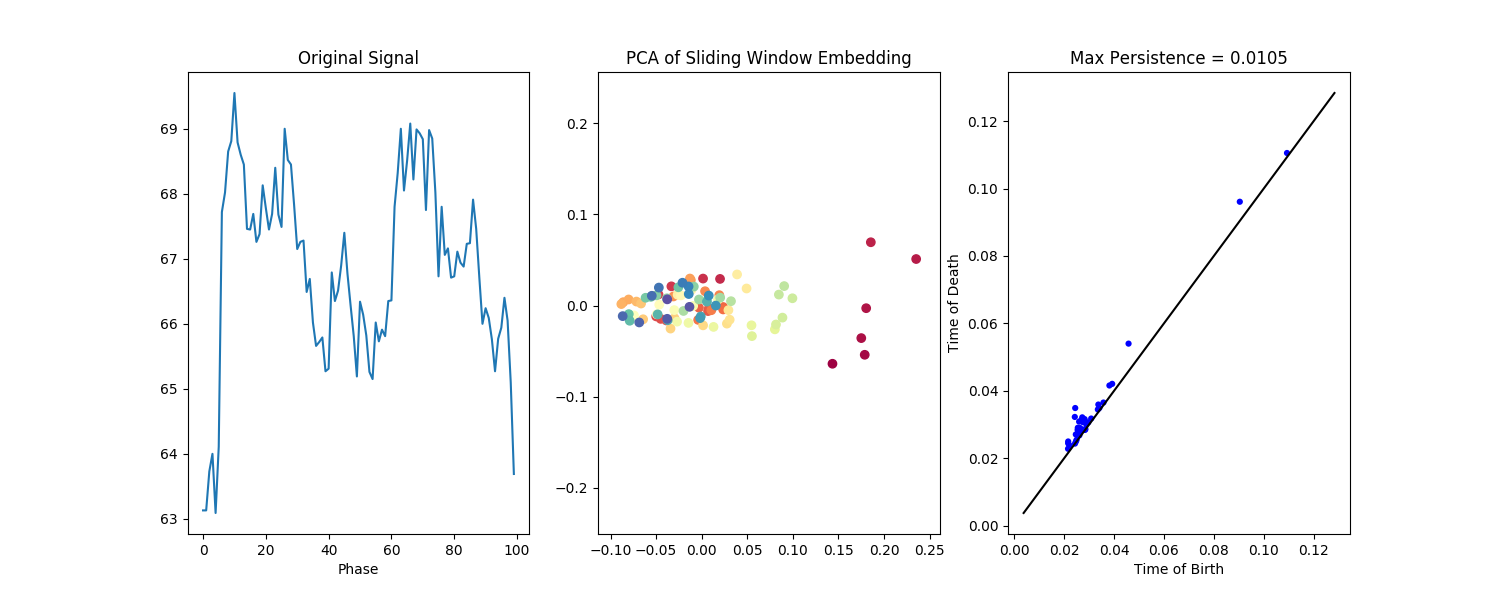 Original Signal
69
68
67
66
65
64
63
0 20 40 60 80 100
Phase
PCA of Sliding Window Embedding
0.2
0.1
0.0
−0.1
−0.2
−0.10 −0.05 0.00 0.05 0.10 0.15 0.20 0.25
Max Persistence = 0.0105
Time of Death
0.12
0.10
0.08
0.06
0.04
0.02
0.00
0.00 0.02 0.04 0.06 0.08 0.10 0.12
Time of Birth